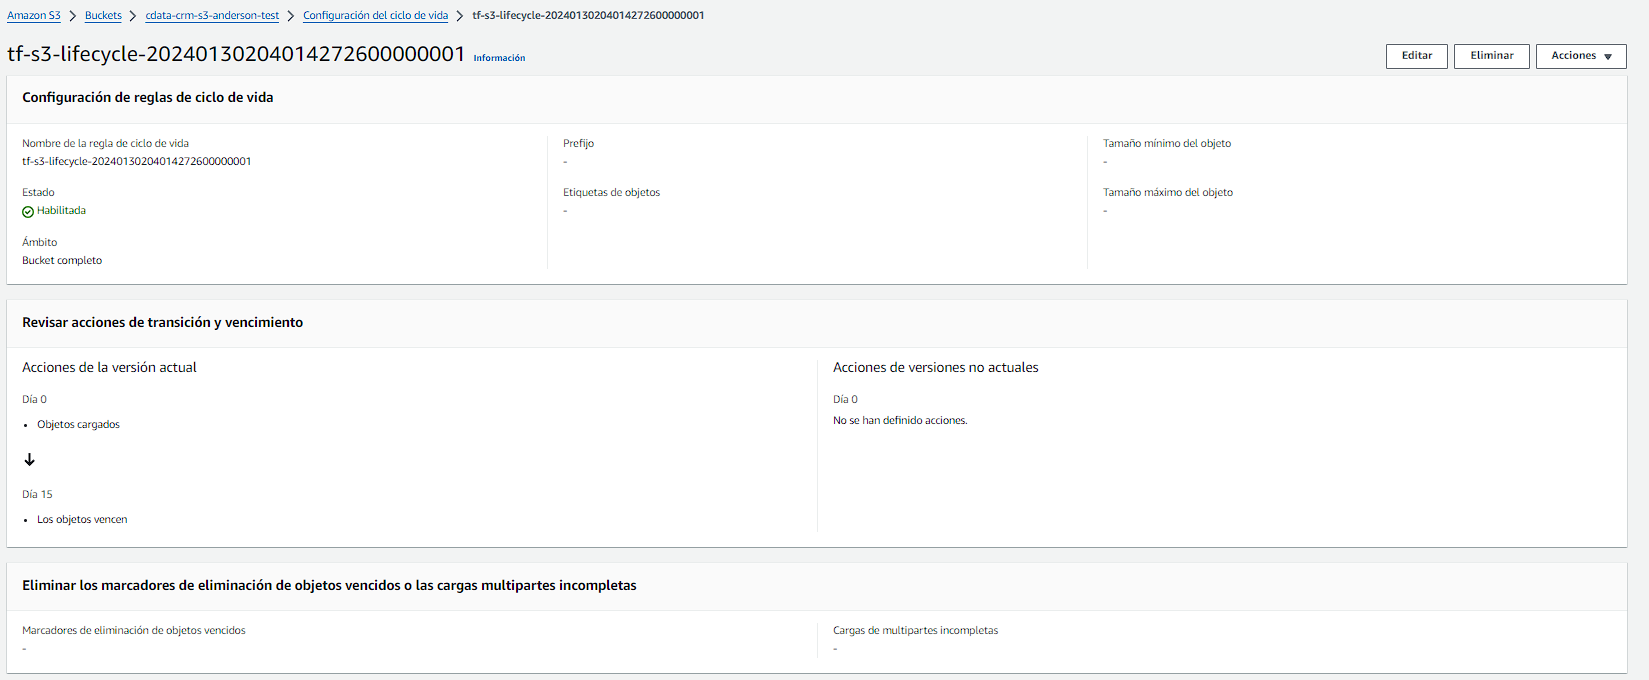 Amazon S3 > Buckets > cdata-crm-s3-anderson-test > Configuración del ciclo de vida > tf-s3-lifecycle-20240130204014272600000001
tf-s3-lifecycle-20240130204014272600000001 Información
Editar Eliminar Acciones
Configuración de reglas de ciclo de vida
Nombre de la regla de ciclo de vida
tf-s3-lifecycle-20240130204014272600000001
Estado
Habilitada
Ámbito
Bucket completo
Prefijo
-
Etiquetas de objetos
-
Tamaño mínimo del objeto
-
Tamaño máximo del objeto
-
Revisar acciones de transición y vencimiento
Acciones de la versión actual
Día 0
• Objetos cargados
Día 15
• Los objetos vencen
Acciones de versiones no actuales
Día 0
No se han definido acciones.
Eliminar los marcadores de eliminación de objetos vencidos o las cargas multipartes incompletas
Marcadores de eliminación de objetos vencidos
-
Cargas de multipartes incompletas
-